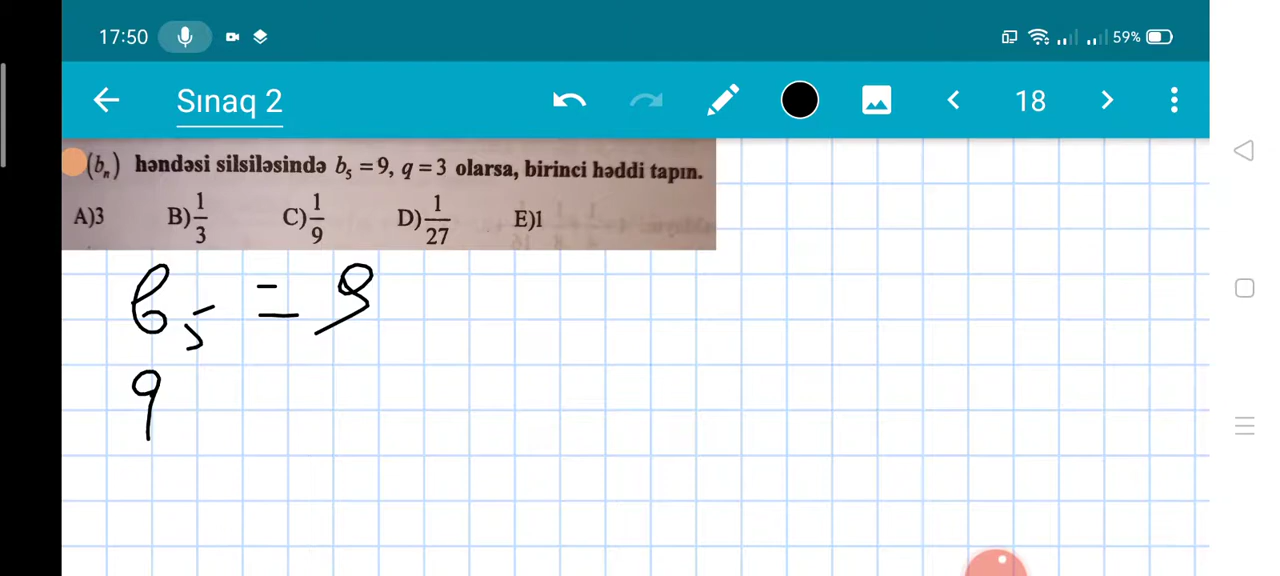 17:50
59%
Sınaq 2
18
(bₙ) həndəsi silsiləsində b₅ = 9, q = 3 olarsa, birinci həddi tapın.
A)3 B) 1/3 C) 1/9 D) 1/27 E)1
b₅ = 9
q